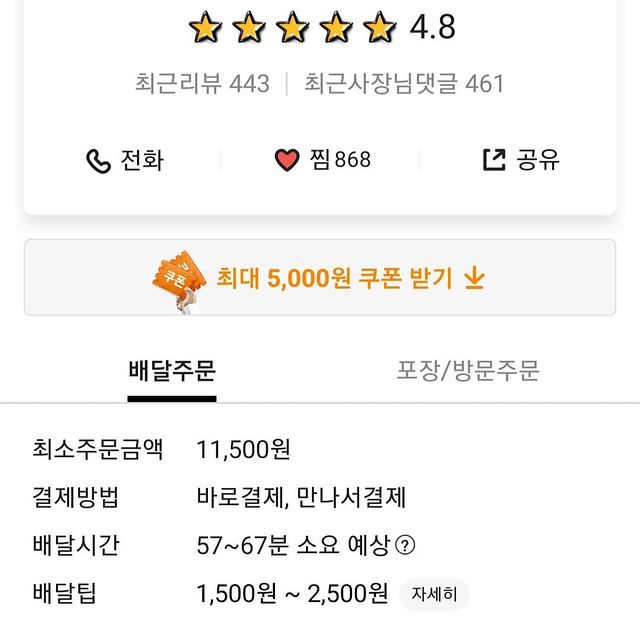 4.8
최근리뷰 443 | 최근사장님댓글 461
전화
찜 868
공유
쿠폰 최대 5,000원 쿠폰 받기
배달주문 포장/방문주문
최소주문금액 11,500원
결제방법 바로결제, 만나서결제
배달시간 57~67분 소요 예상 ?
배달팁 1,500원 ~ 2,500원 자세히